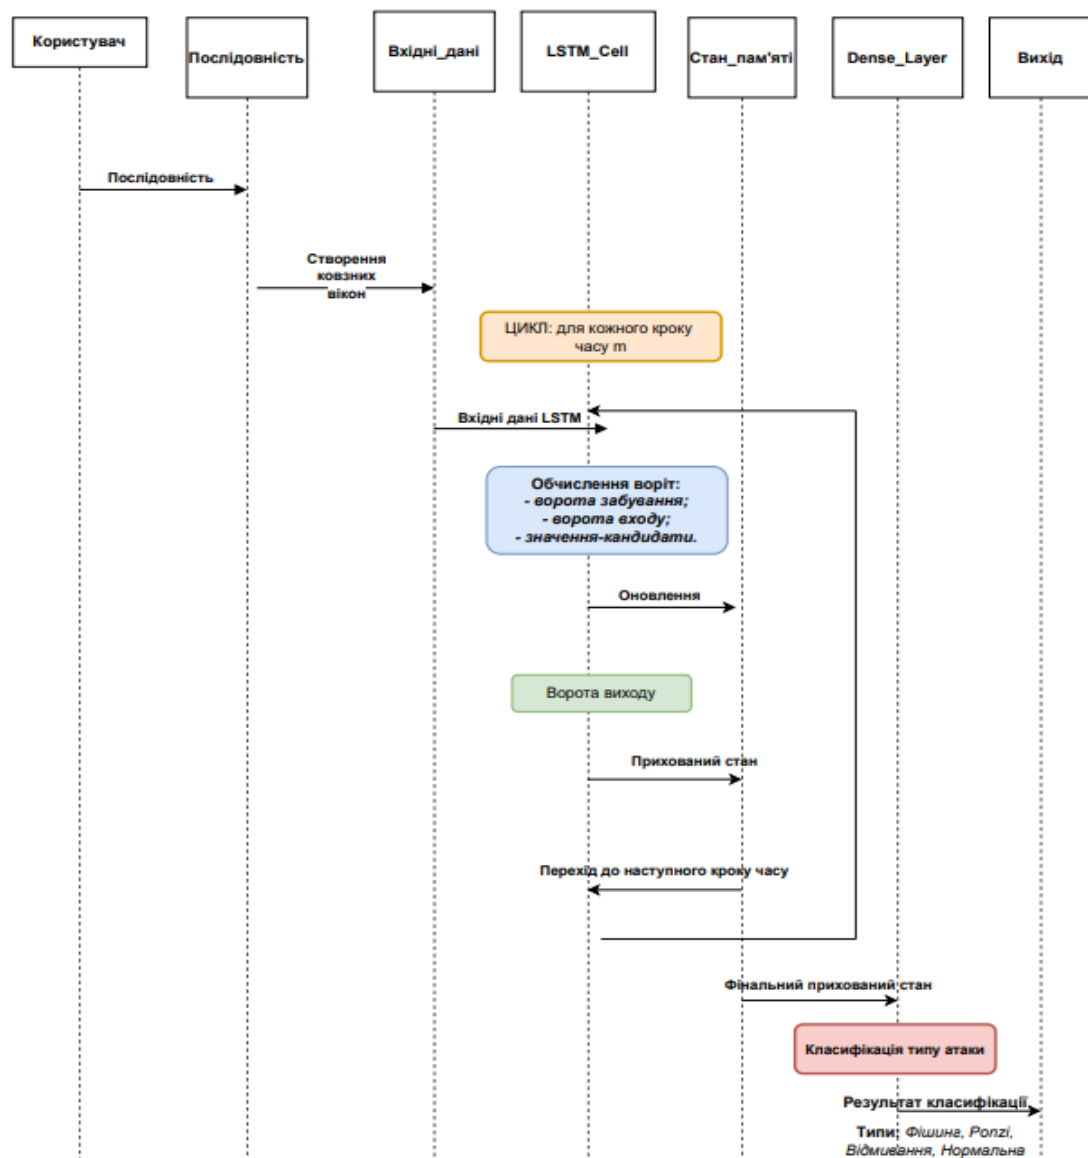 Користувач
Послідовність
Вхідні_дані
LSTM_Cell
Стан_пам'яті
Dense_Layer
Вихід
Послідовність
Створення
ковзних
вікон
ЦИКЛ: для кожного кроку
часу m
Вхідні дані LSTM
Обчислення воріт:
- ворота забування;
- ворота входу;
- значення-кандидати.
Оновлення
Ворота виходу
Прихований стан
Перехід до наступного кроку часу
Фінальний прихований стан
Класифікація типу атаки
Результат класифікації
Типи: Фішинг, Ponzi,
Відмивання, Нормальна